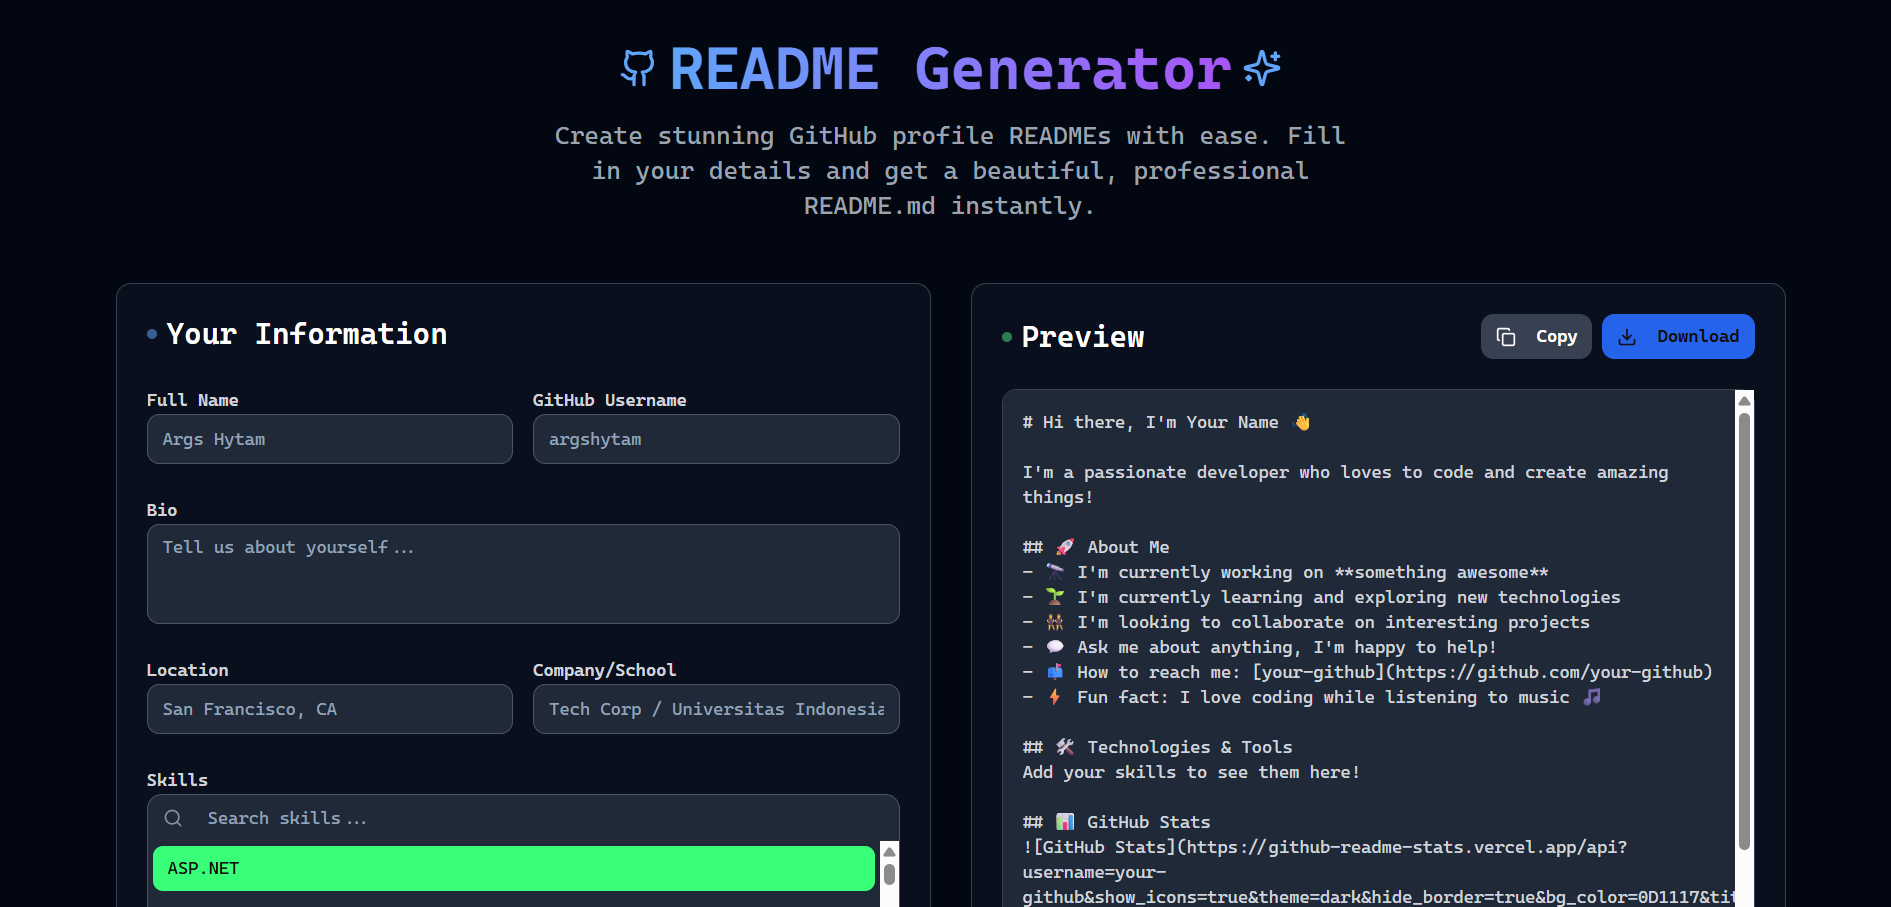 README Generator
Create stunning GitHub profile READMEs with ease. Fill
in your details and get a beautiful, professional
README.md instantly.
Your Information
Full Name
GitHub Username
Args Hytam
argshytam
Bio
Tell us about yourself...
Location
Company/School
San Francisco, CA
Tech Corp / Universitas Indonesia
Skills
Search skills...
ASP.NET
Preview
Copy
Download
# Hi there, I'm Your Name 👋
I'm a passionate developer who loves to code and create amazing
things!
## 🚀 About Me
- 🔭 I'm currently working on **something awesome**
- 🌱 I'm currently learning and exploring new technologies
- 👯 I'm looking to collaborate on interesting projects
- 💬 Ask me about anything, I'm happy to help!
- 📫 How to reach me: [your-github](https://github.com/your-github)
- ⚡ Fun fact: I love coding while listening to music 🎵
## 🛠️ Technologies & Tools
Add your skills to see them here!
## 📊 GitHub Stats
![GitHub Stats](https://github-readme-stats.vercel.app/api?
username=your-
github&show_icons=true&theme=dark&hide_border=true&bg_color=0D1117&tit